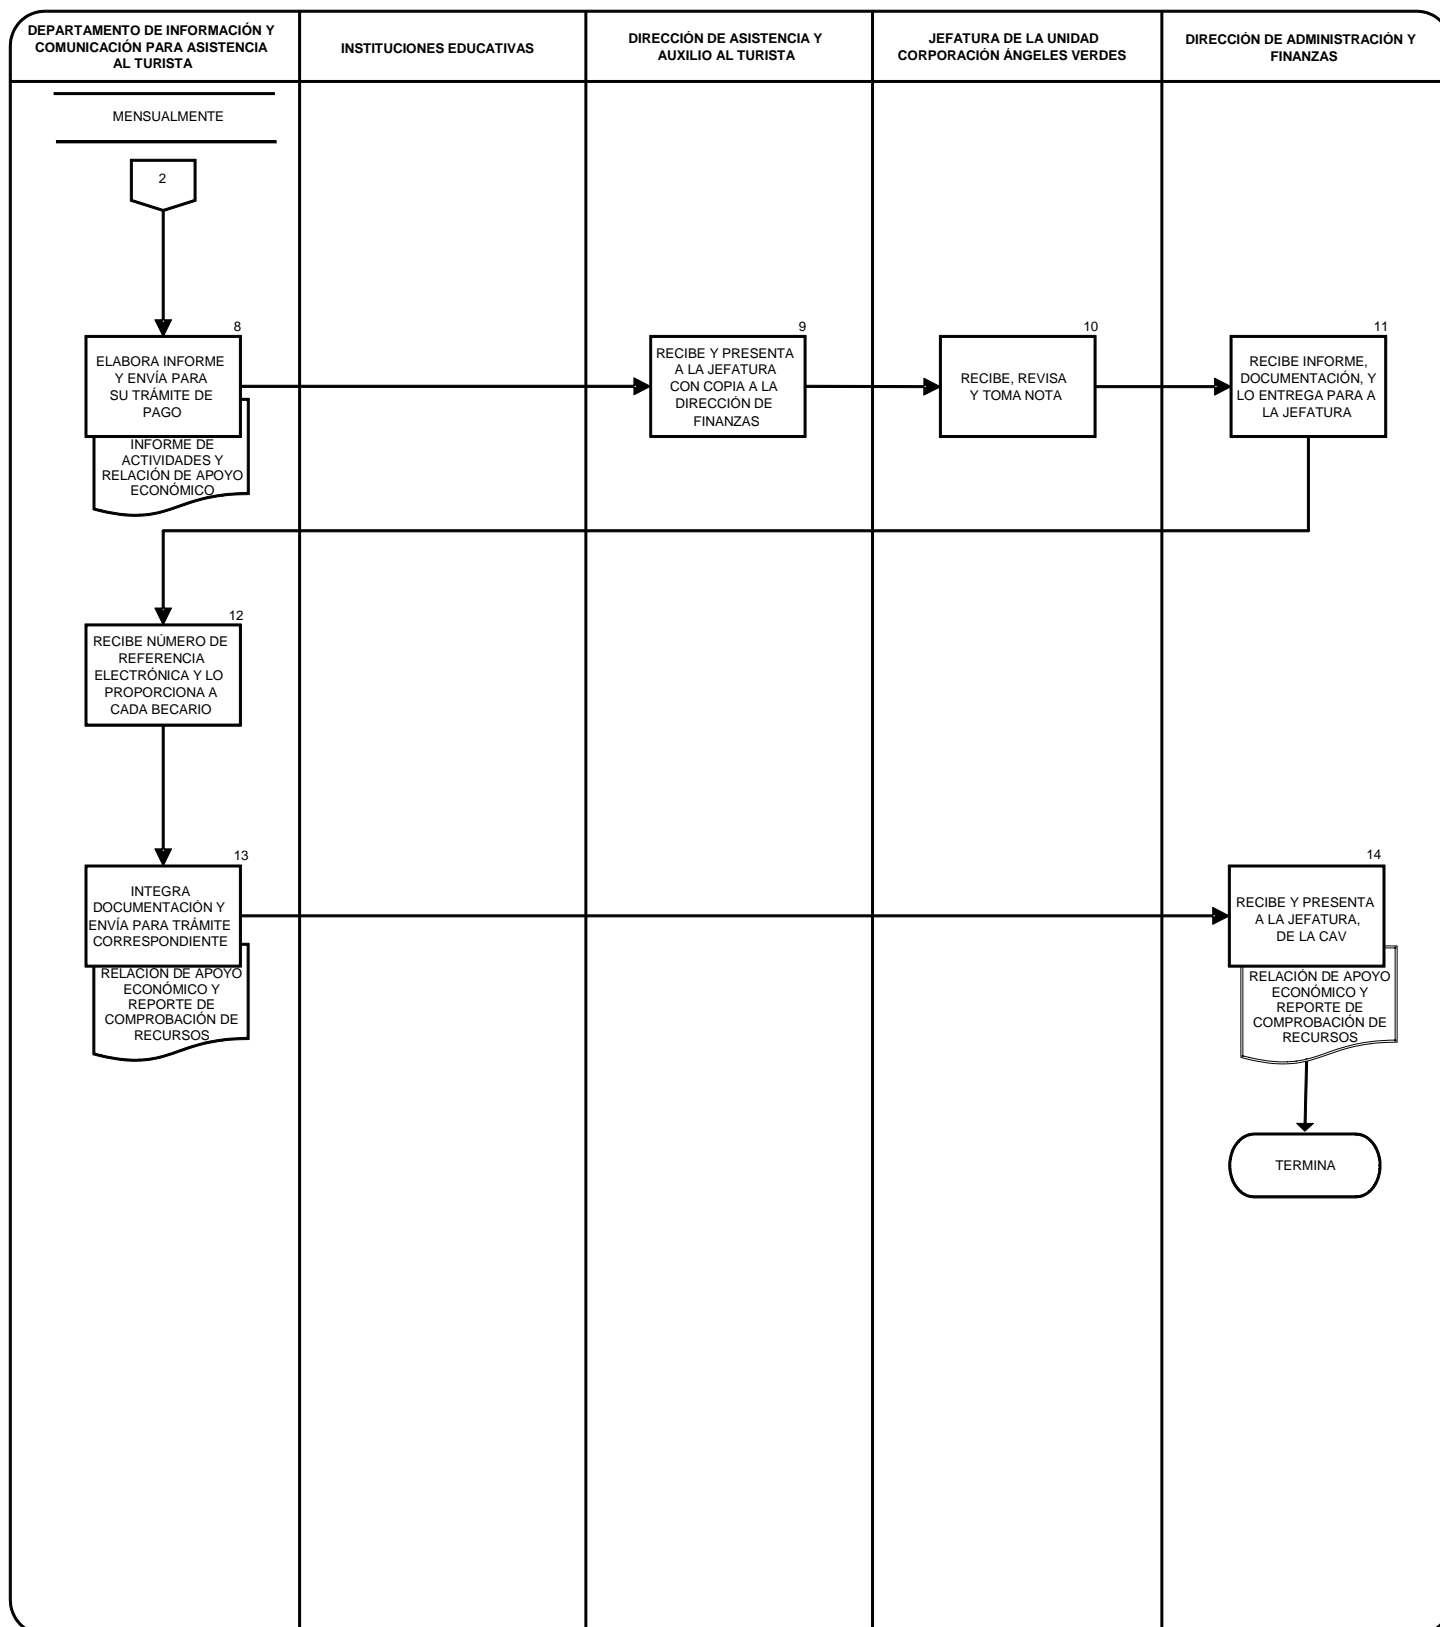 DEPARTAMENTO DE INFORMACIÓN Y
COMUNICACIÓN PARA ASISTENCIA
AL TURISTA
INSTITUCIONES EDUCATIVAS
DIRECCIÓN DE ASISTENCIA Y
AUXILIO AL TURISTA
JEFATURA DE LA UNIDAD
CORPORACIÓN ÁNGELES VERDES
DIRECCIÓN DE ADMINISTRACIÓN Y
FINANZAS
MENSUALMENTE
2
8
ELABORA INFORME
Y ENVÍA PARA
SU TRÁMITE DE
PAGO
INFORME DE
ACTIVIDADES Y
RELACIÓN DE APOYO
ECONÓMICO
9
RECIBE Y PRESENTA
A LA JEFATURA
CON COPIA A LA
DIRECCIÓN DE
FINANZAS
10
RECIBE, REVISA
Y TOMA NOTA
11
RECIBE INFORME,
DOCUMENTACIÓN, Y
LO ENTREGA PARA A
LA JEFATURA
12
RECIBE NÚMERO DE
REFERENCIA
ELECTRÓNICA Y LO
PROPORCIONA A
CADA BECARIO
13
INTEGRA
DOCUMENTACIÓN Y
ENVÍA PARA TRÁMITE
CORRESPONDIENTE
RELACIÓN DE APOYO
ECONÓMICO Y
REPORTE DE
COMPROBACIÓN DE
RECURSOS
14
RECIBE Y PRESENTA
A LA JEFATURA,
DE LA CAV
RELACIÓN DE APOYO
ECONÓMICO Y
REPORTE DE
COMPROBACIÓN DE
RECURSOS
TERMINA